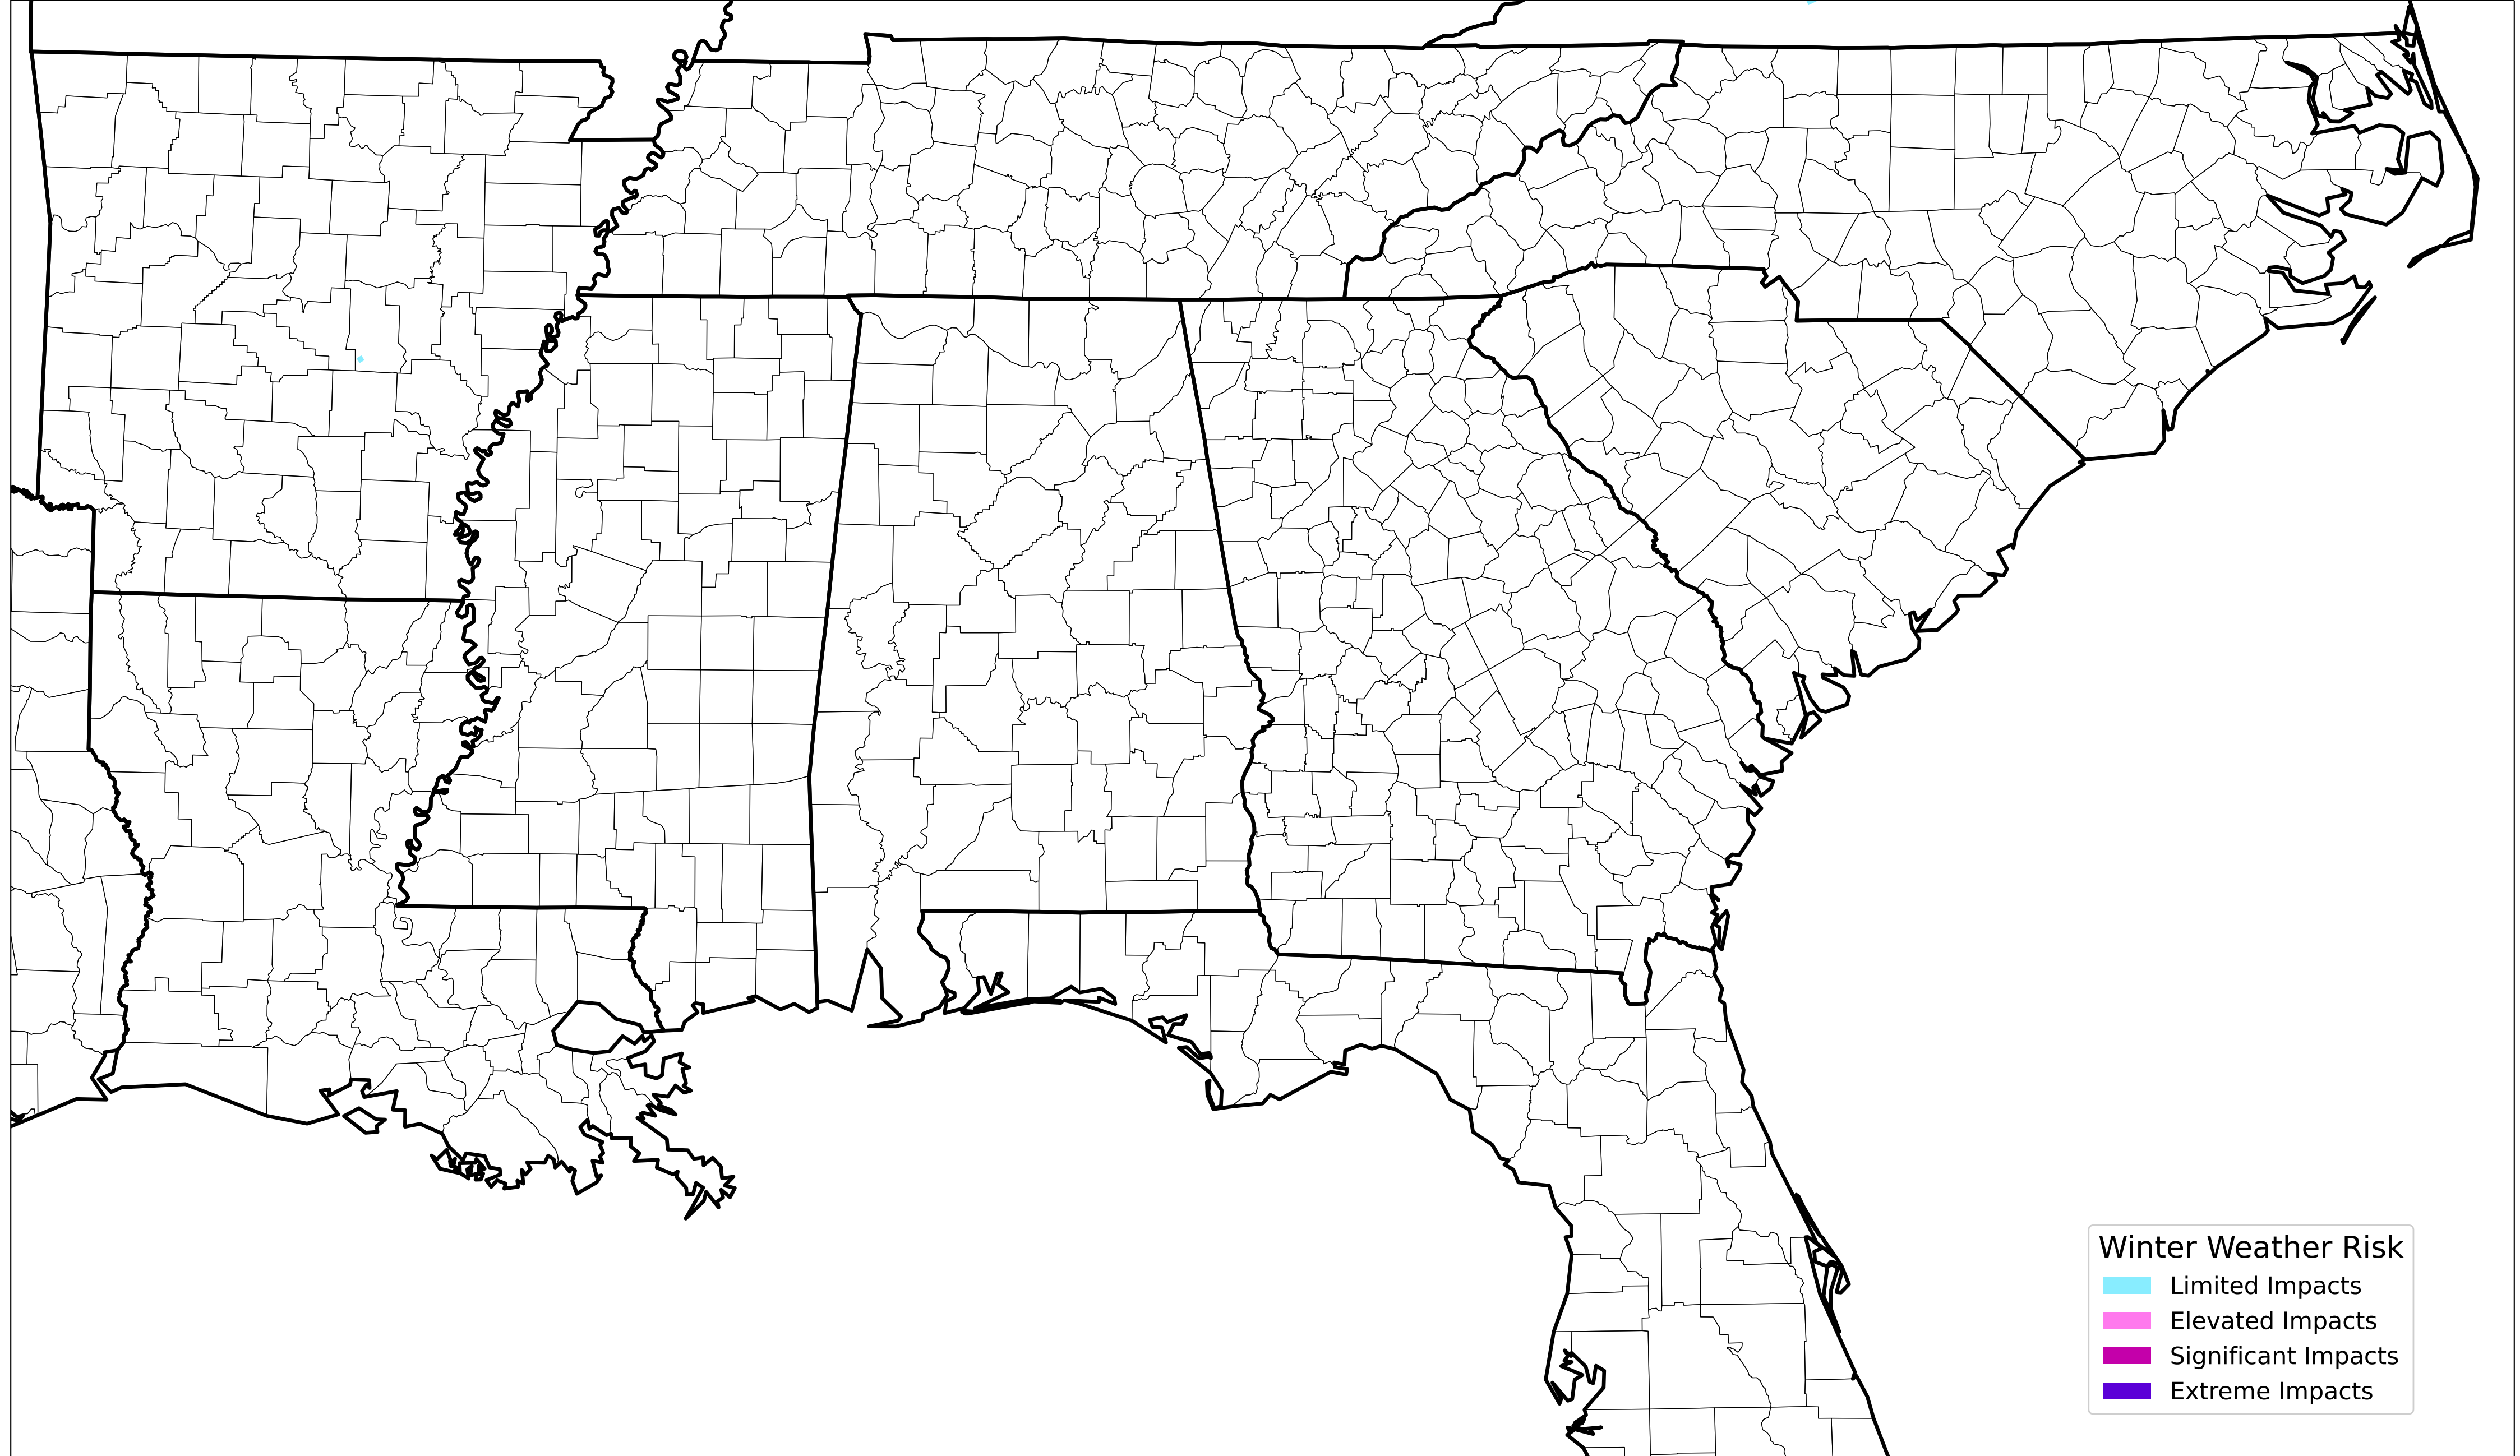 Winter Weather Risk
Limited Impacts
Elevated Impacts
Significant Impacts
Extreme Impacts